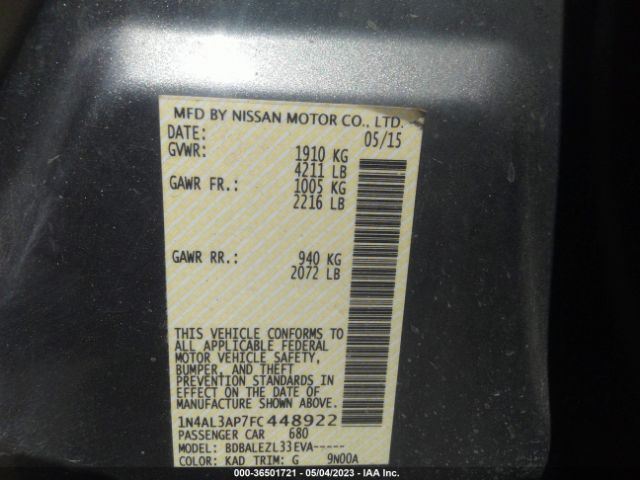 MFD BY NISSAN MOTOR CO., LTD.
DATE: 05/15
GVWR: 1910 KG
4211 LB
GAWR FR.: 1005 KG
2216 LB
GAWR RR.: 940 KG
2072 LB
THIS VEHICLE CONFORMS TO
ALL APPLICABLE FEDERAL
MOTOR VEHICLE SAFETY,
BUMPER, AND THEFT
PREVENTION STANDARDS IN
EFFECT ON THE DATE OF
MANUFACTURE SHOWN ABOVE.
1N4AL3AP7FC448922
PASSENGER CAR 680
MODEL: BDBALEZL33EVA-----
COLOR: KAD TRIM: G 9N00A
000-36501721 - 05/04/2023 - IAA Inc.